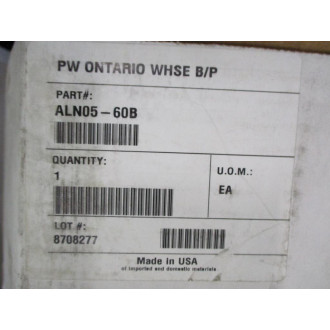 PW ONTARIO WHSE B/P
PART#:
ALN05-60B
QUANTITY:
1
U.O.M.:
EA
LOT #:
8708277
Made in USA
of imported and domestic materials